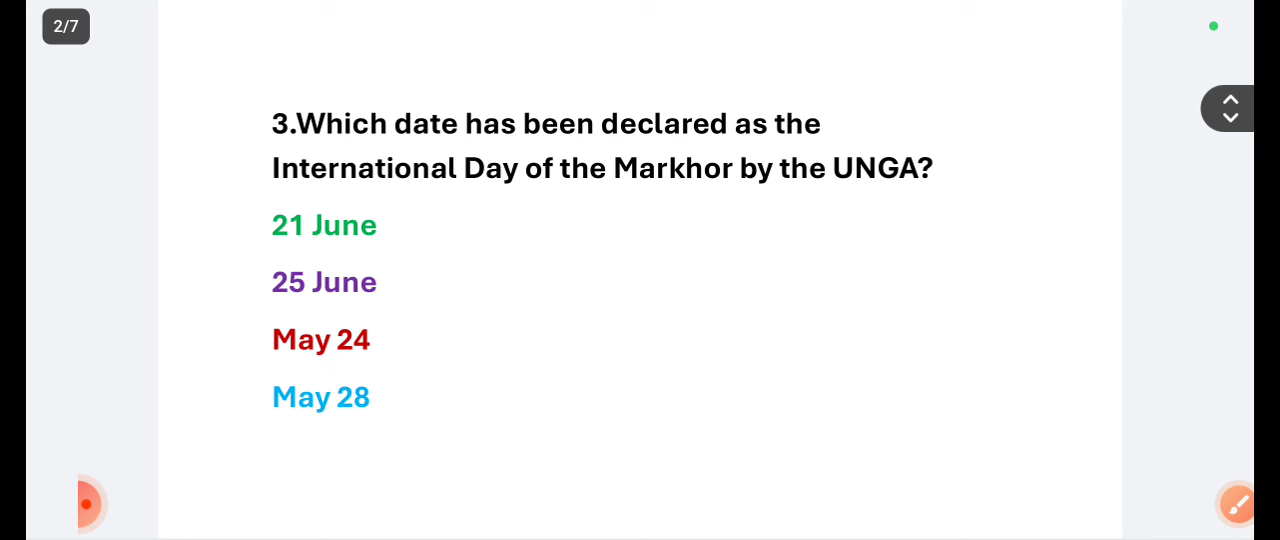 2/7
3.Which date has been declared as the
International Day of the Markhor by the UNGA?
21 June
25 June
May 24
May 28